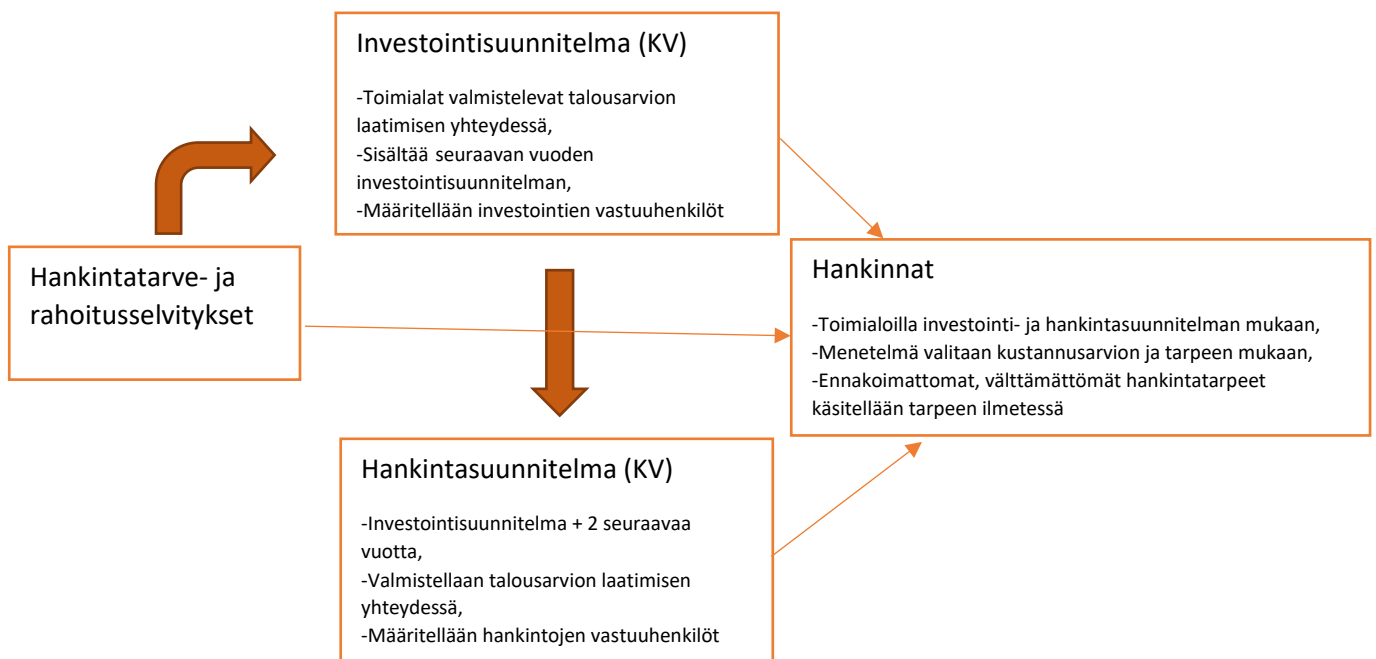 Investointisuunnitelma (KV)
-Toimialat valmistelevat talousarvion
laatimisen yhteydessä,
-Sisältää seuraavan vuoden
investointisuunnitelman,
-Määritellään investointien vastuuhenkilöt
Hankintatarve- ja
rahoitusselvitykset
Hankinnat
-Toimialoilla investointi- ja hankintasuunnitelman mukaan,
-Menetelmä valitaan kustannusarvion ja tarpeen mukaan,
-Ennakoimattomat, välttämättömät hankintatarpeet
käsitellään tarpeen ilmetessä
Hankintasuunnitelma (KV)
-Investointisuunnitelma + 2 seuraavaa
vuotta,
-Valmistellaan talousarvion laatimisen
yhteydessä,
-Määritellään hankintojen vastuuhenkilöt